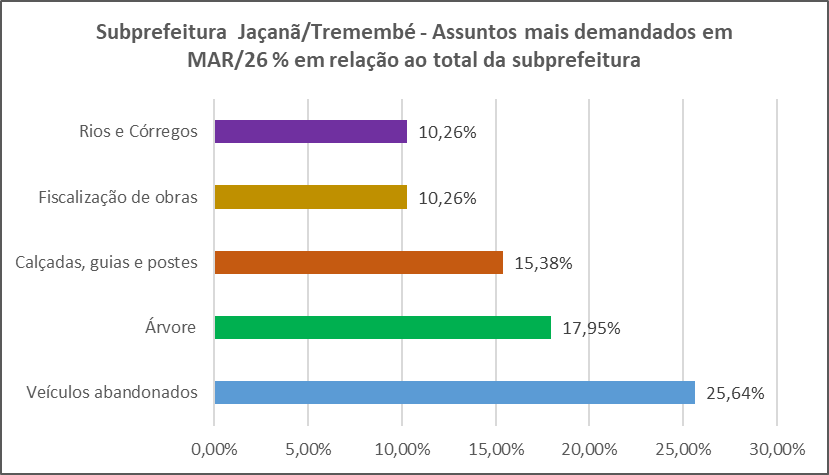 Subprefeitura  Jaçanã/Tremembé - Assuntos mais demandados em
MAR/26 % em relação ao total da subprefeitura
Rios e Córregos
10,26%
Fiscalização de obras
10,26%
Calçadas, guias e postes
15,38%
Árvore
17,95%
Veículos abandonados
25,64%
0,00% 5,00% 10,00% 15,00% 20,00% 25,00% 30,00%